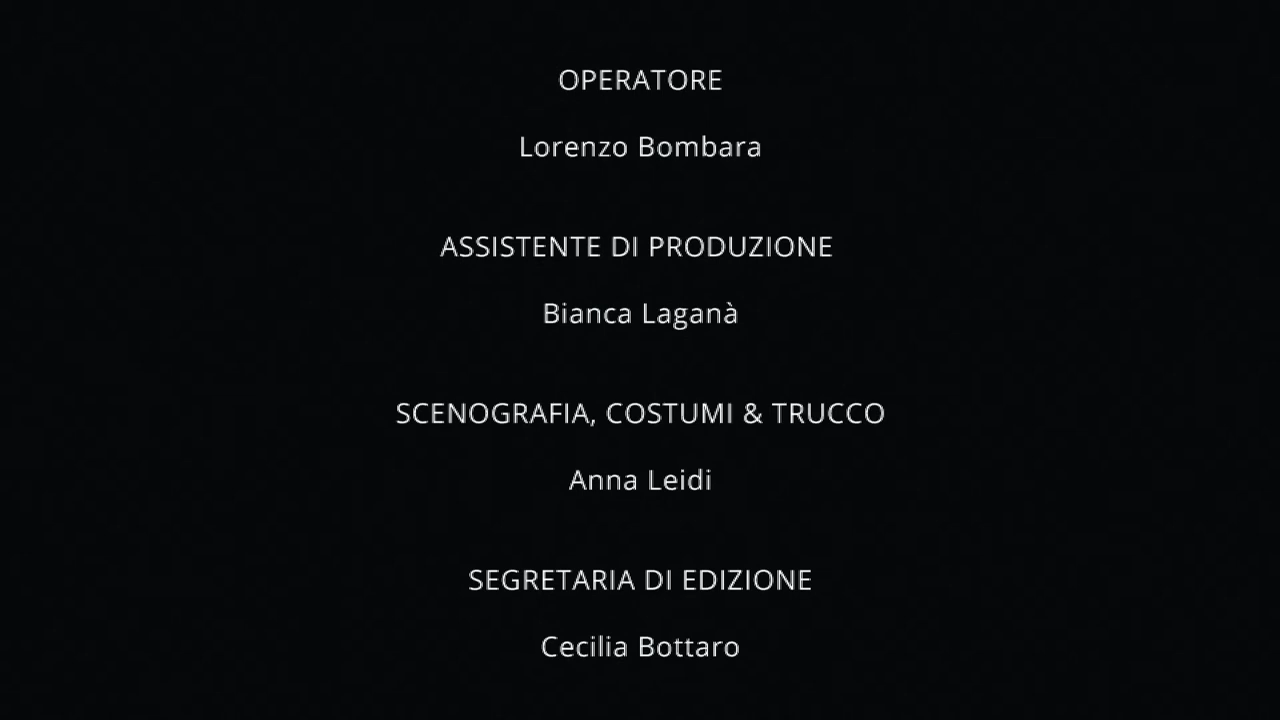 OPERATORE
Lorenzo Bombara
ASSISTENTE DI PRODUZIONE
Bianca Laganà
SCENOGRAFIA, COSTUMI & TRUCCO
Anna Leidi
SEGRETARIA DI EDIZIONE
Cecilia Bottaro